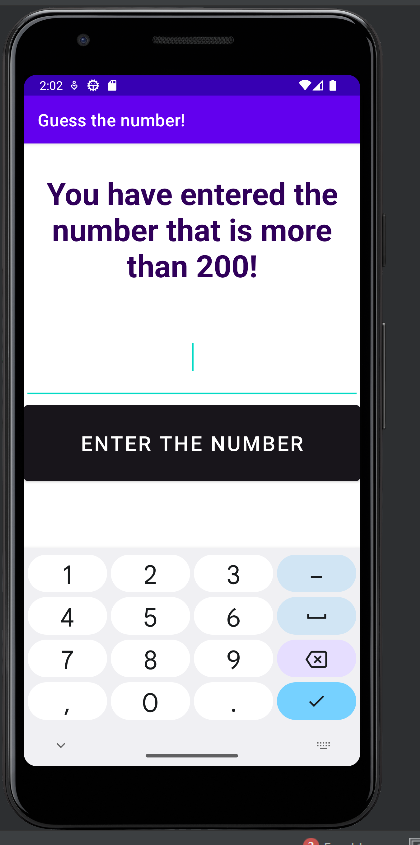 2:02
Guess the number!
You have entered the
number that is more
than 200!
ENTER THE NUMBER
1 2 3 –
4 5 6
7 8 9
, 0 .